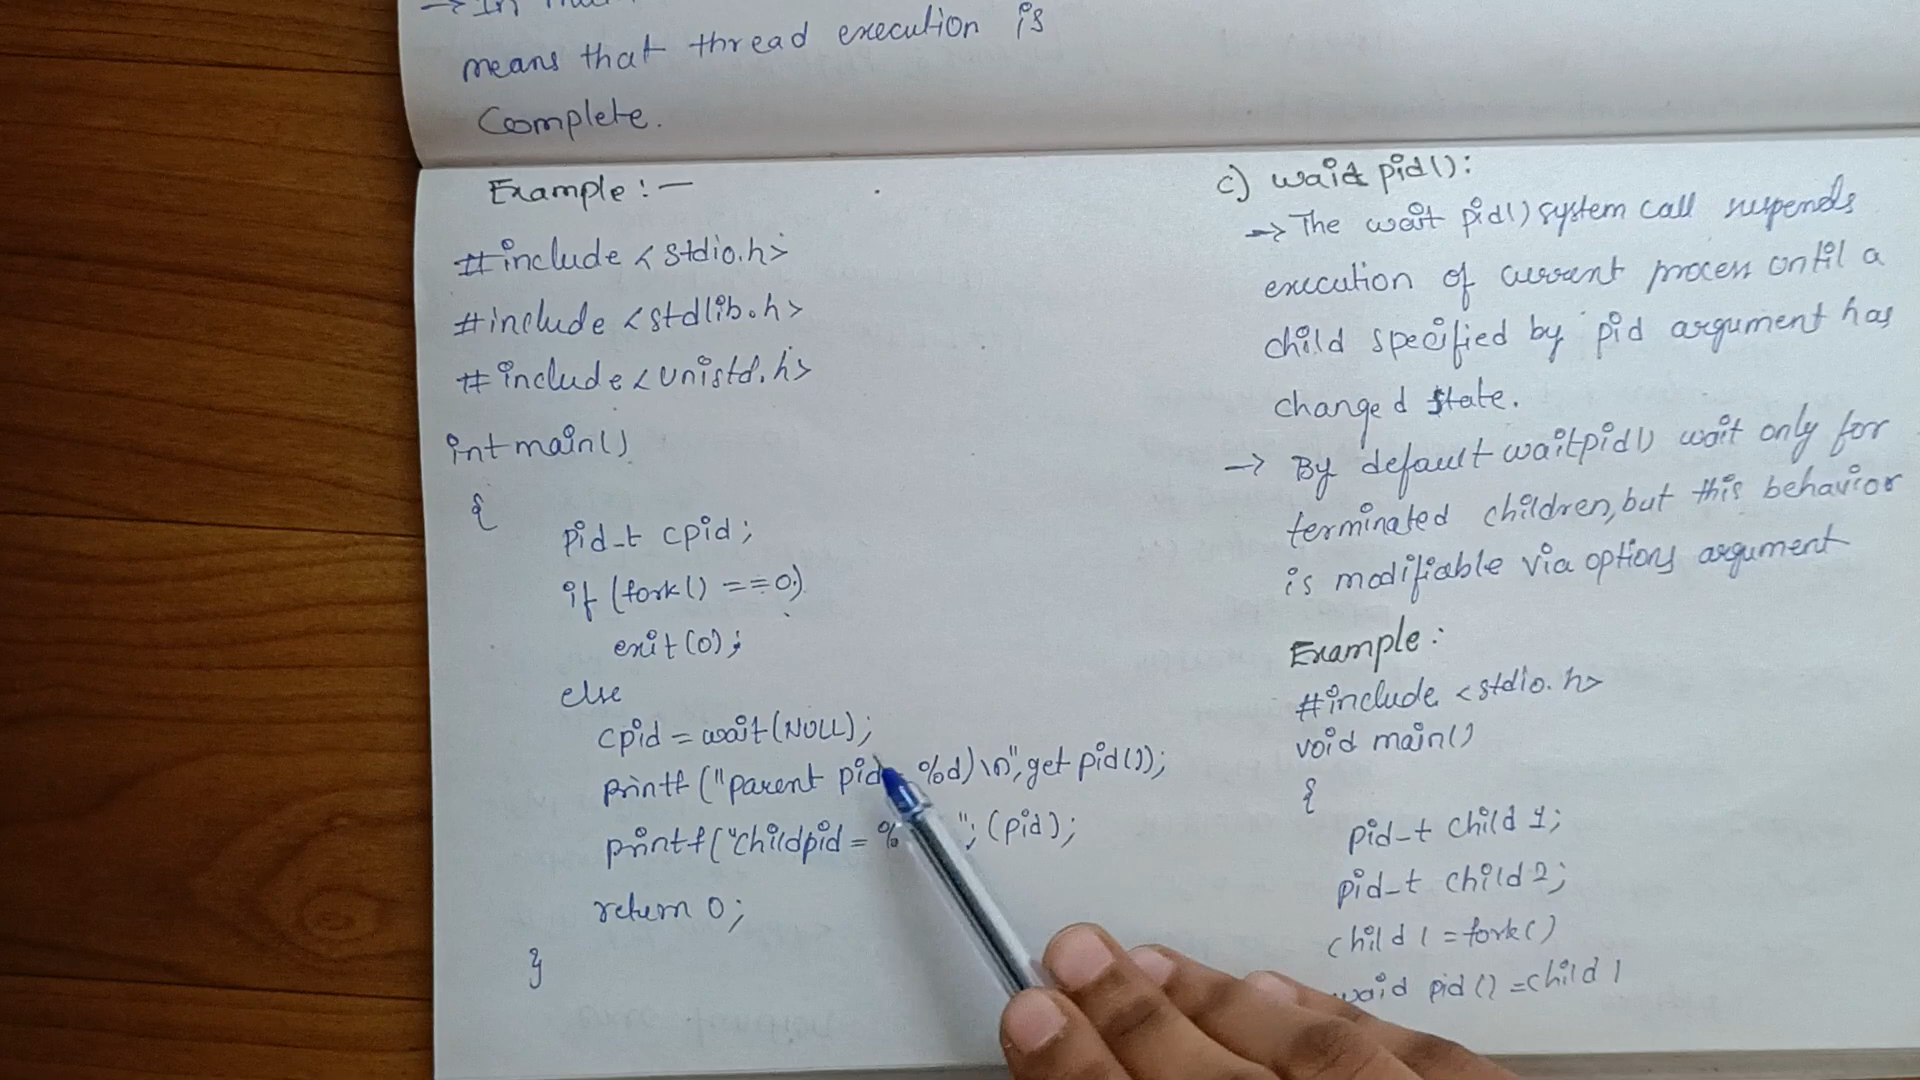 → In
means that thread execution is
Complete.
Example:-
#include <stdio.h>
#include <stdlib.h>
#include <unistd.h>
int main()
{
pid_t cpid;
if (fork() ==0)
exit(0);
else
cpid = wait(NULL);
printf ("parent pid = %d)\n", get pid());
printf("Childpid = % "; (pid);
return 0;
}
c) wait pid():
→ The wait pid() system call suspends
execution of current process until a
child specified by pid argument has
changed state.
→ By default waitpid() wait only for
terminated children, but this behavior
is modifiable via options argument
Example:
#include <stdio.h>
void main()
{
pid_t child 1;
pid_t child 2;
child 1 = fork()
waid pid () = child 1